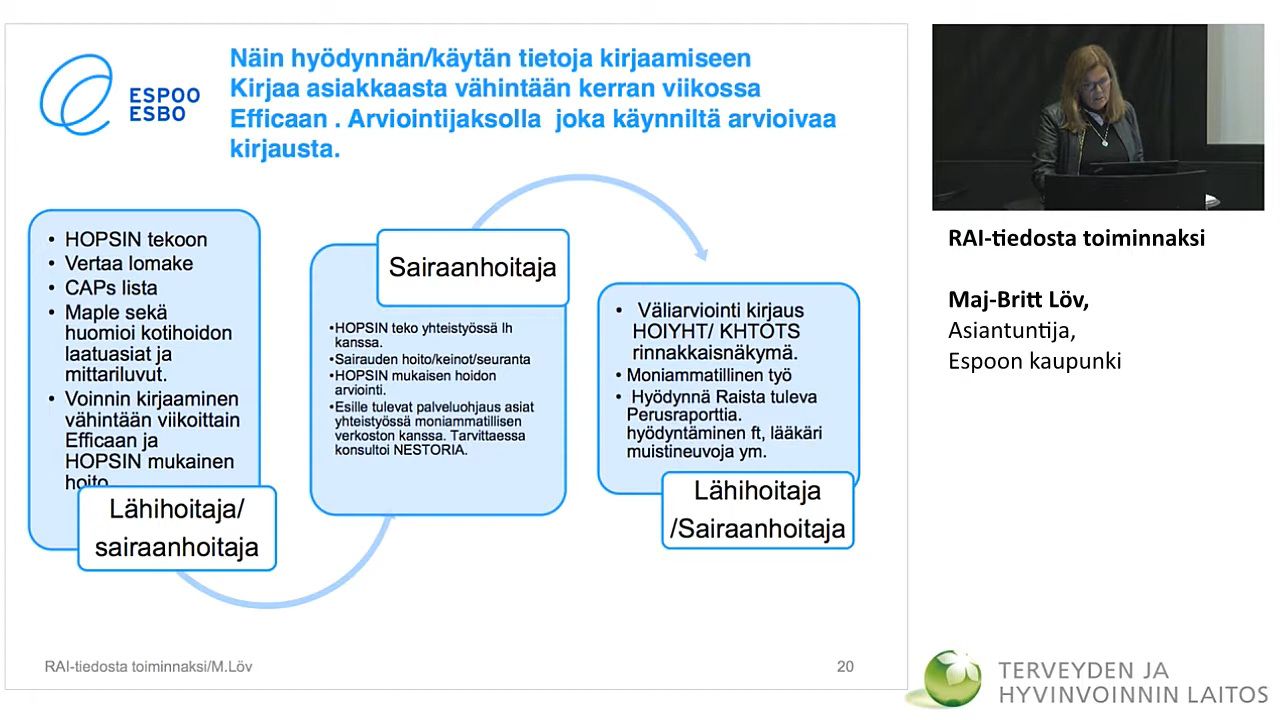 ESPOO
ESBO
Näin hyödynnän/käytän tietoja kirjaamiseen
Kirjaa asiakkaasta vähintään kerran viikossa
Efficaan . Arviointijaksolla joka käynniltä arvioivaa
kirjausta.
• HOPSIN tekoon
• Vertaa lomake
• CAPs lista
• Maple sekä
huomioi kotihoidon
laatuasiat ja
mittariluvut.
• Voinnin kirjaaminen
vähintään viikoittain
Efficaan ja
HOPSIN mukainen
hoito
Lähihoitaja/
sairaanhoitaja
Sairaanhoitaja
•HOPSIN teko yhteistyössä lh
kanssa.
•Sairauden hoito/keinot/seuranta
•HOPSIN mukaisen hoidon
arviointi.
•Esille tulevat palveluohjaus asiat
yhteistyössä moniammatillisen
verkoston kanssa. Tarvittaessa
konsultoi NESTORIA.
• Väliarviointi kirjaus
HOIYHT/ KHTOTS
rinnakkaisnäkymä.
• Moniammatillinen työ
• Hyödynnä Raista tuleva
Perusraporttia.
hyödyntäminen ft, lääkäri
muistineuvoja ym.
Lähihoitaja
/Sairaanhoitaja
RAI-tiedosta toiminnaksi/M.Löv
20
RAI-tiedosta toiminnaksi
Maj-Britt Löv,
Asiantuntija,
Espoon kaupunki
TERVEYDEN JA
HYVINVOINNIN LAITOS